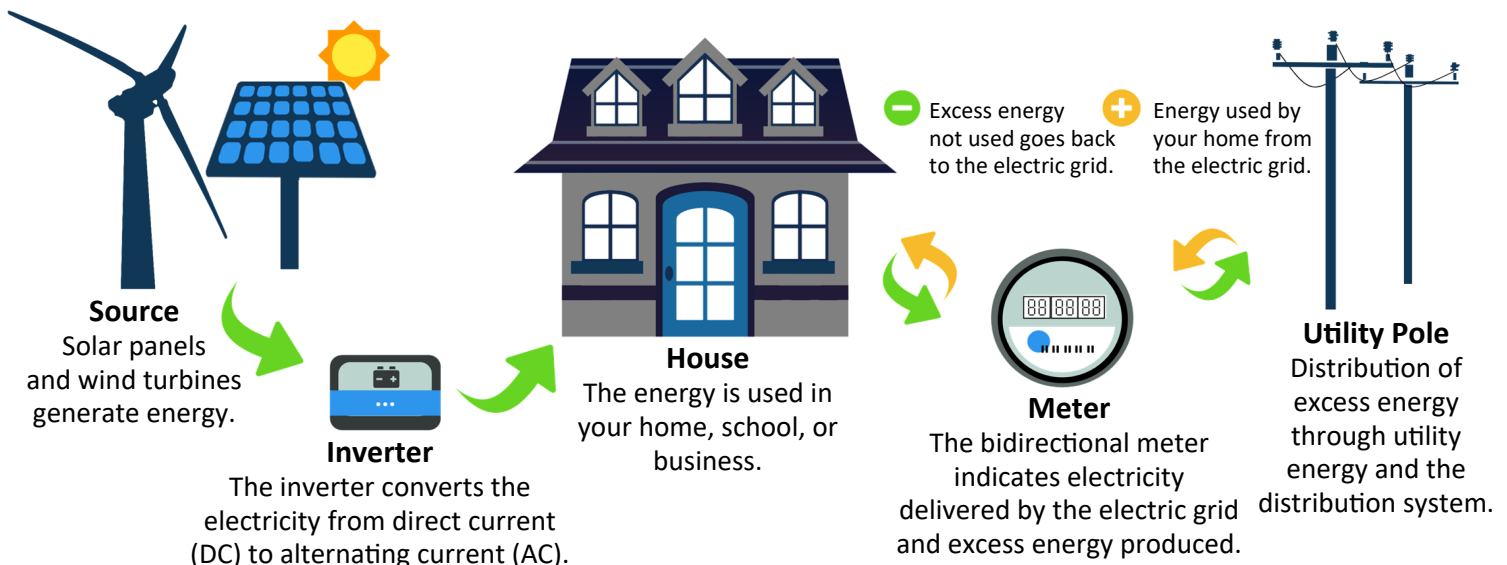 Source
Solar panels
and wind turbines
generate energy.
Inverter
The inverter converts the
electricity from direct current
(DC) to alternating current (AC).
House
The energy is used in
your home, school, or
business.
Excess energy
not used goes back
to the electric grid.
Energy used by
your home from
the electric grid.
88 88 88
Meter
The bidirectional meter
indicates electricity
delivered by the electric grid
and excess energy produced.
Utility Pole
Distribution of
excess energy
through utility
energy and the
distribution system.